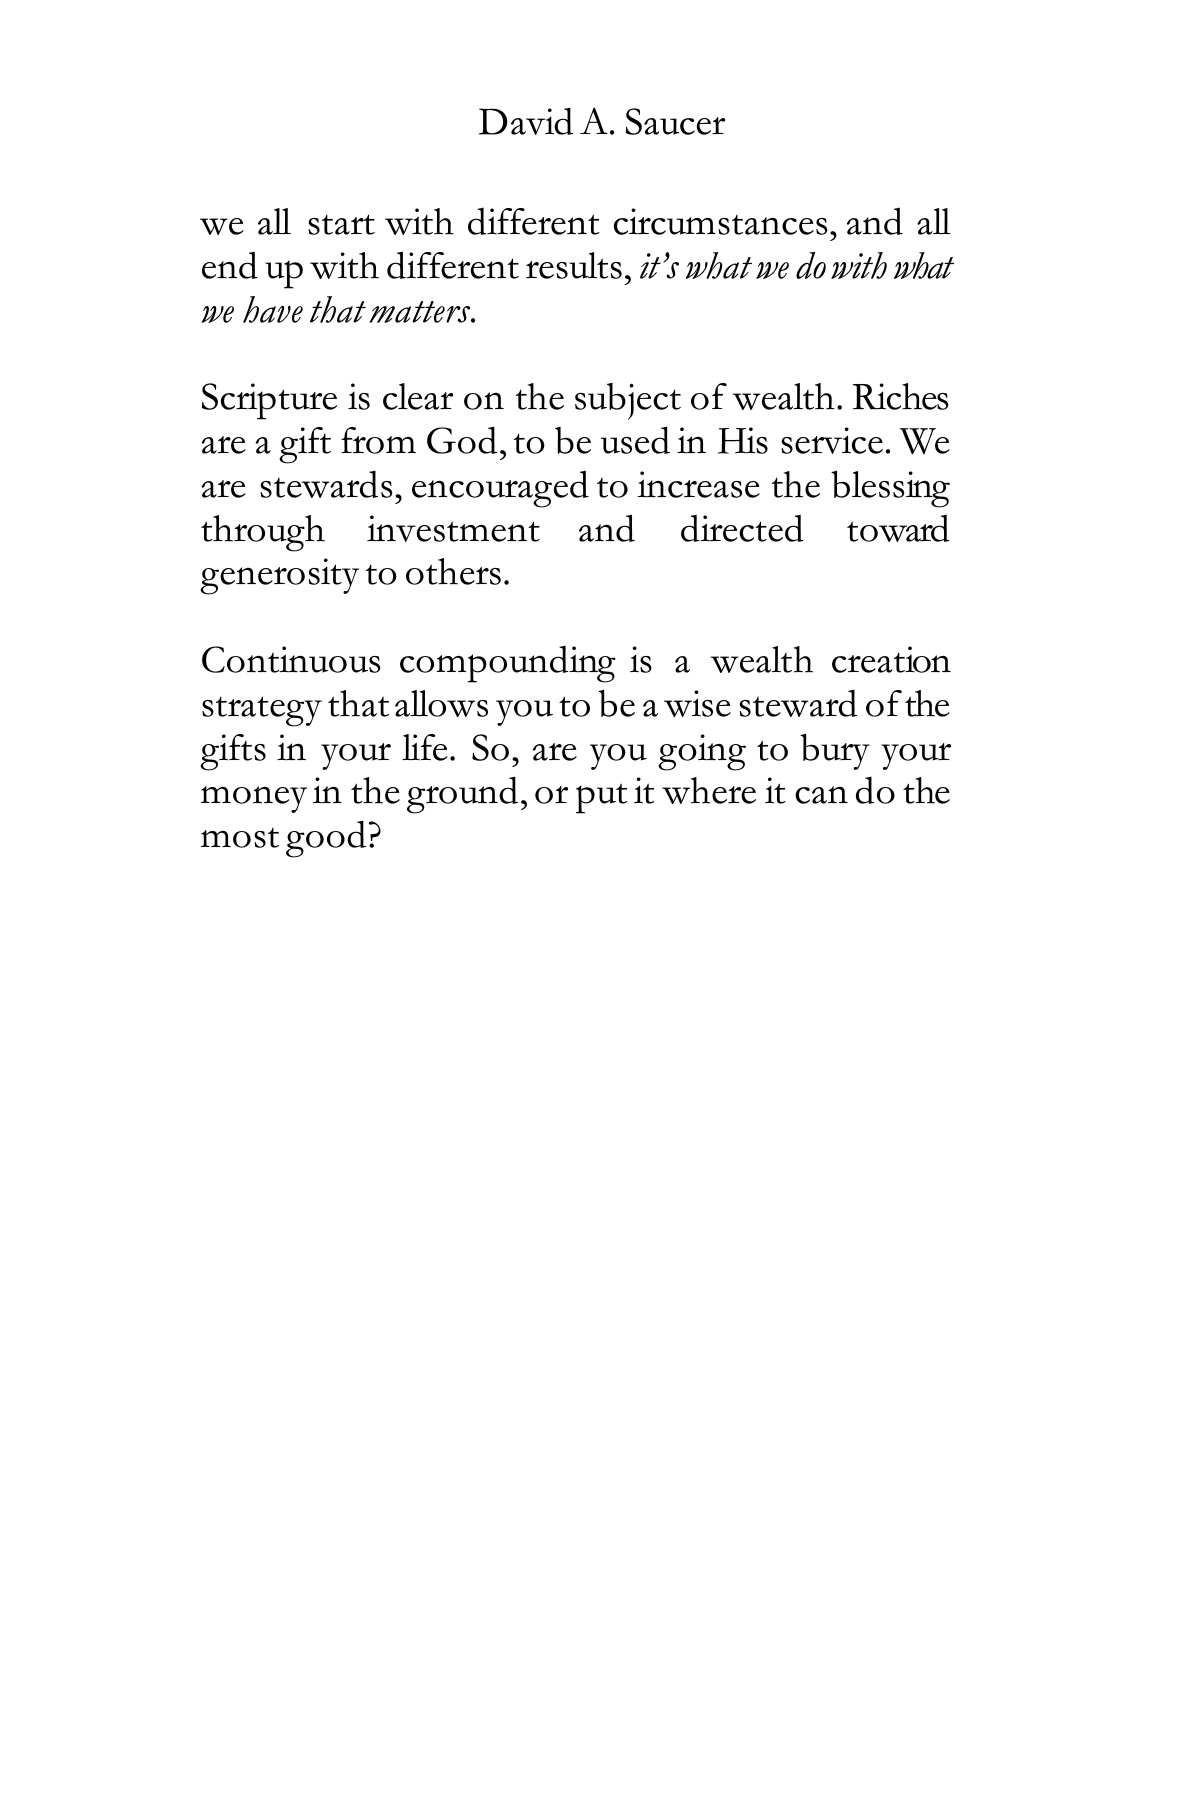 David A. Saucer
we all start with different circumstances, and all
end up with different results, it’s what we do with what
we have that matters.
Scripture is clear on the subject of wealth. Riches
are a gift from God, to be used in His service. We
are stewards, encouraged to increase the blessing
through investment and directed toward
generosity to others.
Continuous compounding is a wealth creation
strategy that allows you to be a wise steward of the
gifts in your life. So, are you going to bury your
money in the ground, or put it where it can do the
most good?